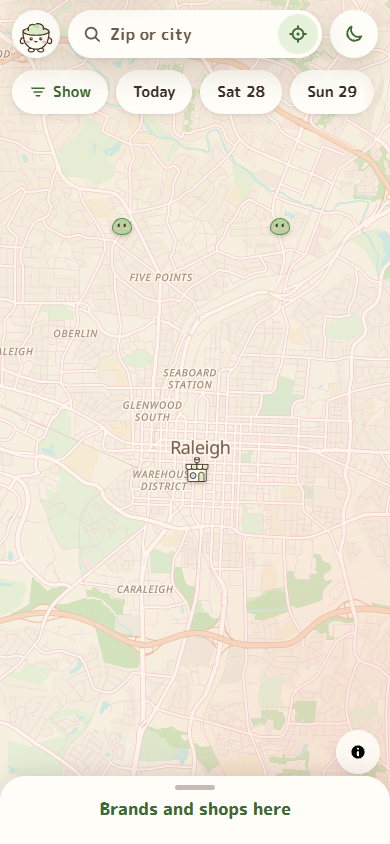 Zip or city
Show
Today
Sat 28
Sun 29
FIVE POINTS
OBERLIN
ALEIGH
SEABOARD
STATION
GLENWOOD
SOUTH
Raleigh
WAREHOUS
DISTRICT
CARALEIGH
Brands and shops here